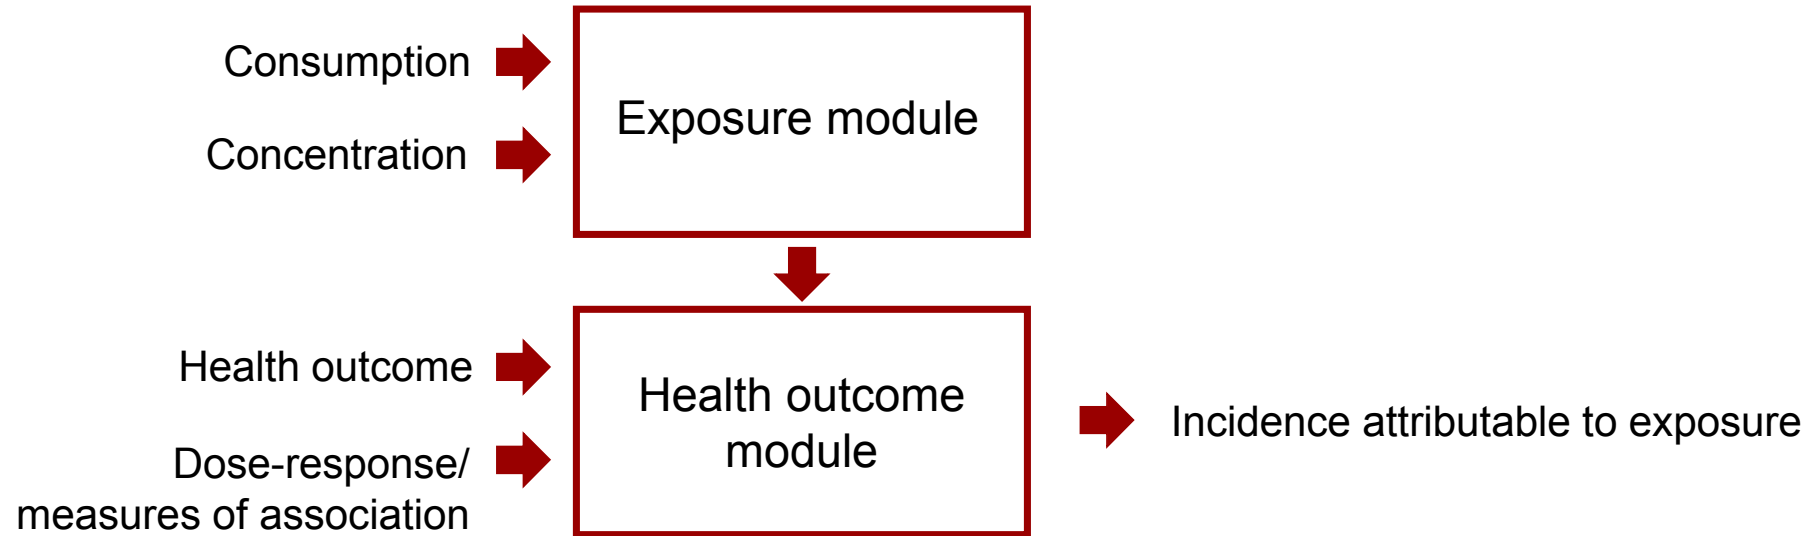 Consumption
Concentration
Exposure module
Health outcome
Dose-response/
measures of association
Health outcome
module
Incidence attributable to exposure